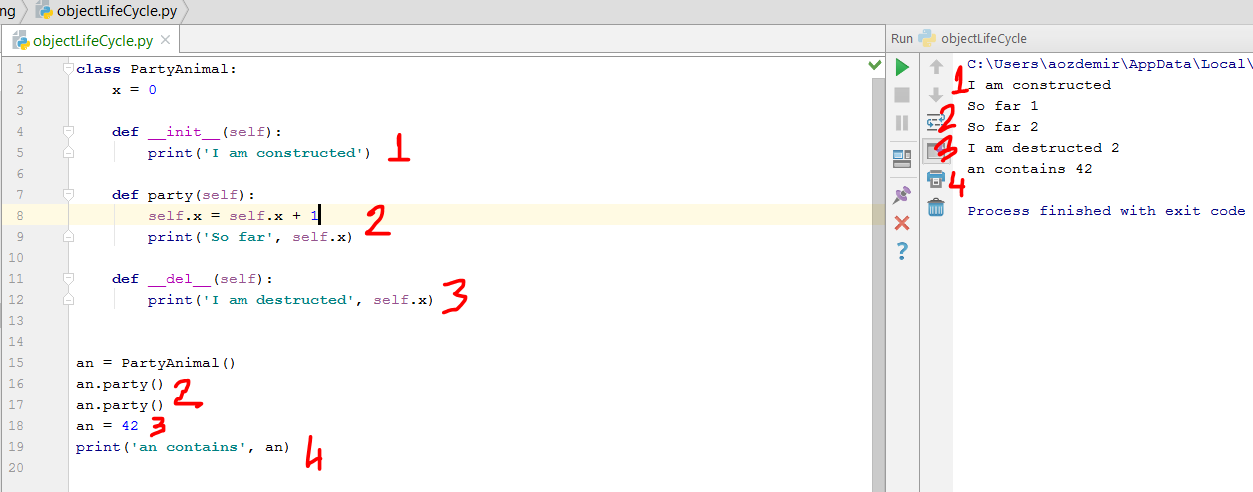 ng objectLifeCycle.py
objectLifeCycle.py
1 class PartyAnimal:
2 x = 0
3
4 def __init__(self):
5 print('I am constructed') 1
6
7 def party(self):
8 self.x = self.x + 1
9 print('So far', self.x) 2
10
11 def __del__(self):
12 print('I am destructed', self.x) 3
13
14
15 an = PartyAnimal()
16 an.party() 2
17 an.party()
18 an = 42 3
19 print('an contains', an) 4
20
Run objectLifeCycle
C:\Users\aozdemir\AppData\Local\
1 I am constructed
So far 1
2 So far 2
3 I am destructed 2
4 an contains 42
Process finished with exit code